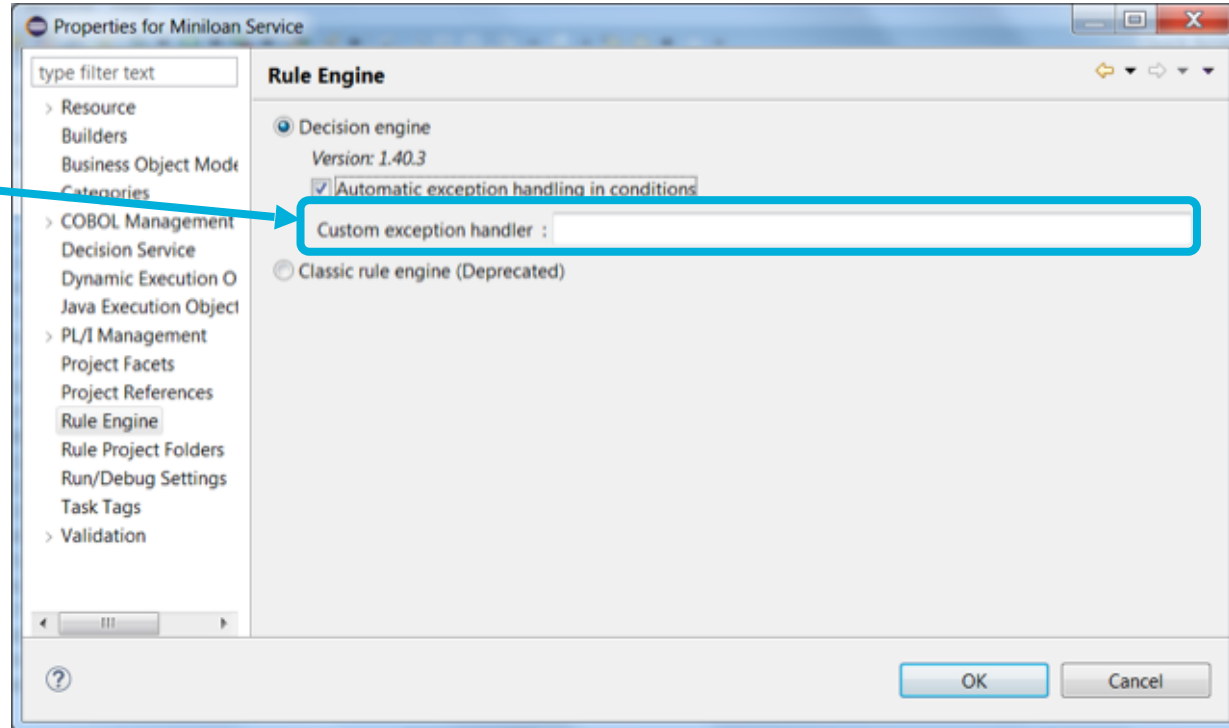 Properties for Miniloan Service
type filter text
Resource
Builders
Business Object Mode
Categories
COBOL Management
Decision Service
Dynamic Execution O
Java Execution Object
PL/I Management
Project Facets
Project References
Rule Engine
Rule Project Folders
Run/Debug Settings
Task Tags
Validation
Rule Engine
Decision engine
Version: 1.40.3
Automatic exception handling in conditions
Custom exception handler :
Classic rule engine (Deprecated)
OK
Cancel